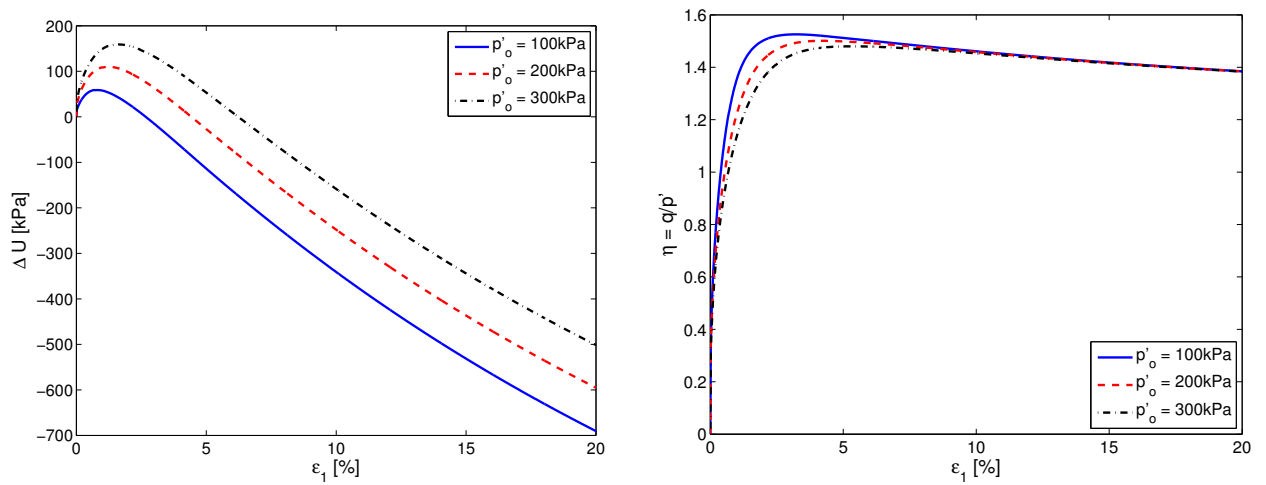 200
100
0
−100
−200
−300
−400
−500
−600
−700
Δ U [kPa]
0 5 10 15 20
ε1 [%]
p'o = 100kPa
p'o = 200kPa
p'o = 300kPa
1.6
1.4
1.2
1
0.8
0.6
0.4
0.2
0
η = q/p'
0 5 10 15 20
ε1 [%]
p'o = 100kPa
p'o = 200kPa
p'o = 300kPa